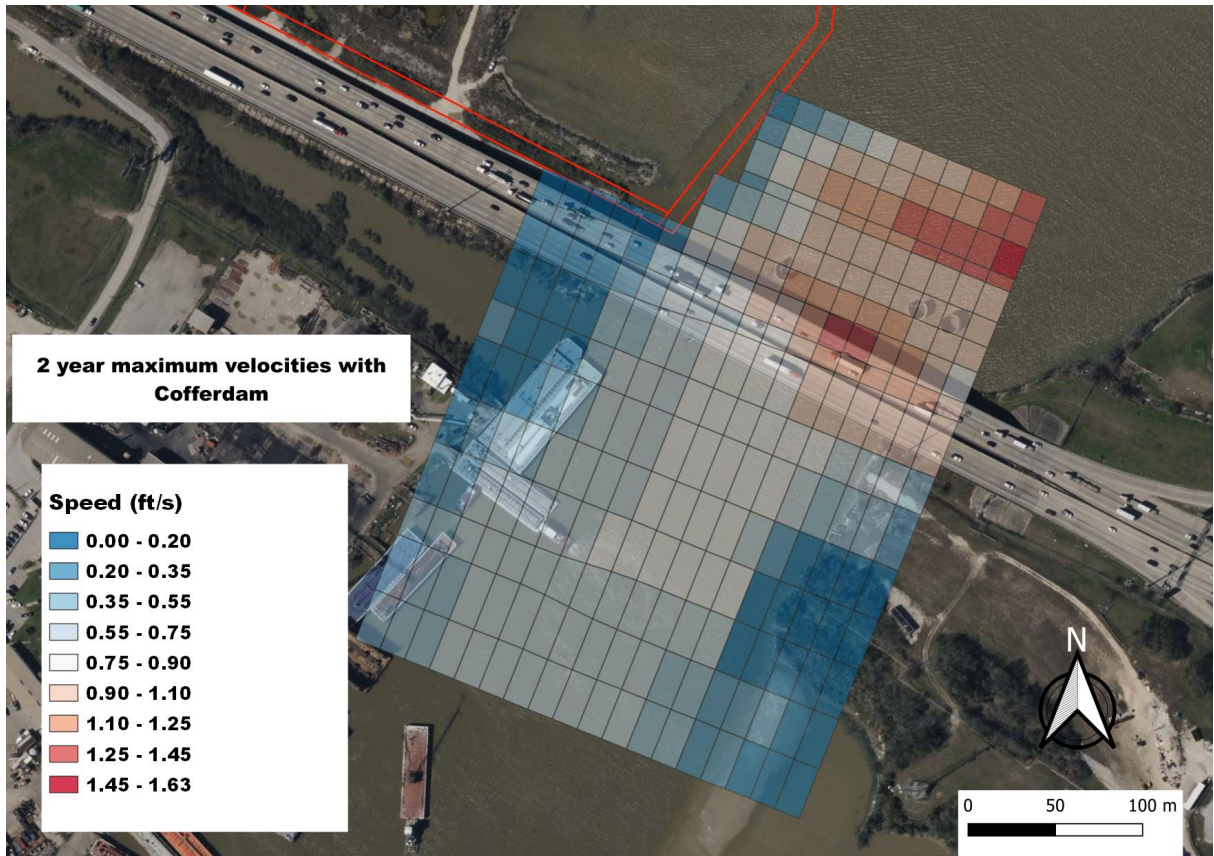 2 year maximum velocities with
Cofferdam
Speed (ft/s)
0.00 - 0.20
0.20 - 0.35
0.35 - 0.55
0.55 - 0.75
0.75 - 0.90
0.90 - 1.10
1.10 - 1.25
1.25 - 1.45
1.45 - 1.63
N
0 50 100 m